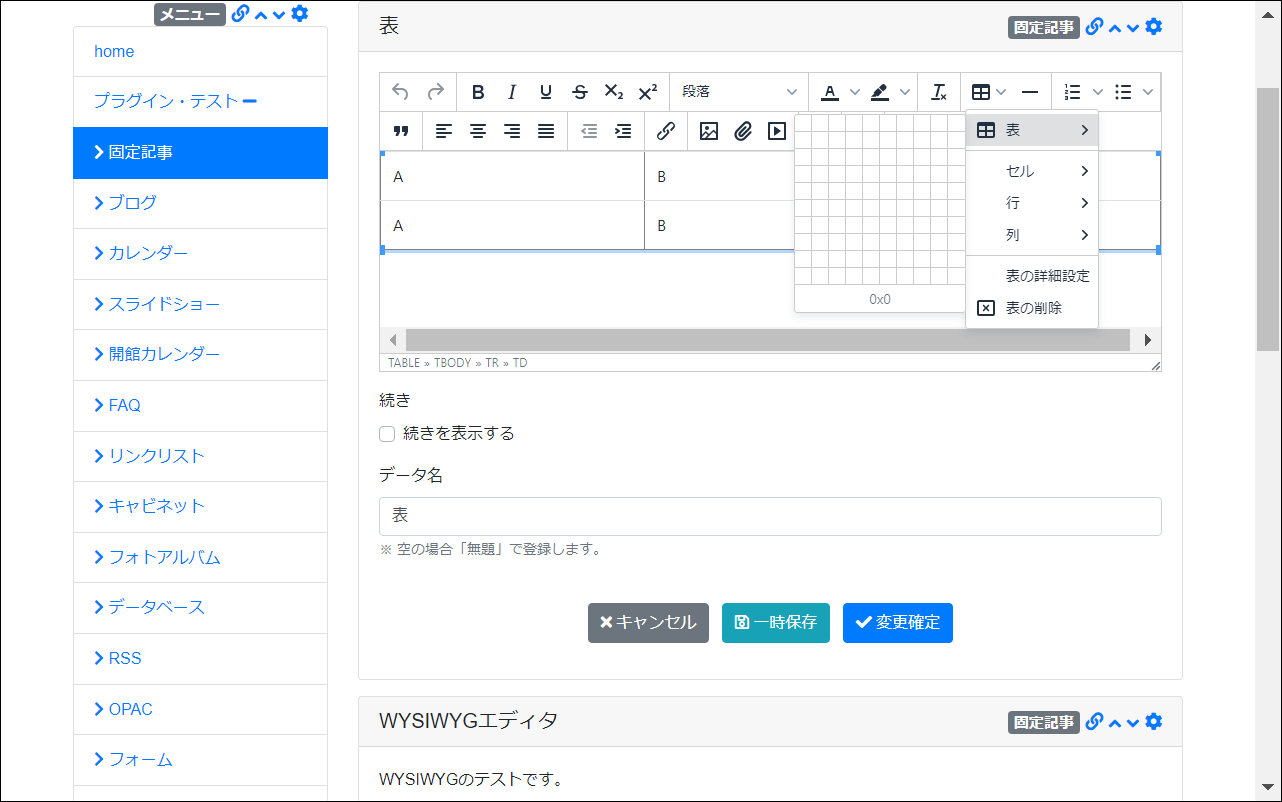 メニュー
home
プラグイン・テスト
固定記事
ブログ
カレンダー
スライドショー
開館カレンダー
FAQ
リンクリスト
キャビネット
フォトアルバム
データベース
RSS
OPAC
フォーム
表
固定記事
B I U S X₂ X² 段落 A
表
セル
行
列
表の詳細設定
表の削除
0x0
A B
A B
TABLE » TBODY » TR » TD
続き
続きを表示する
データ名
表
※ 空の場合「無題」で登録します。
キャンセル 一時保存 変更確定
WYSIWYGエディタ
固定記事
WYSIWYGのテストです。